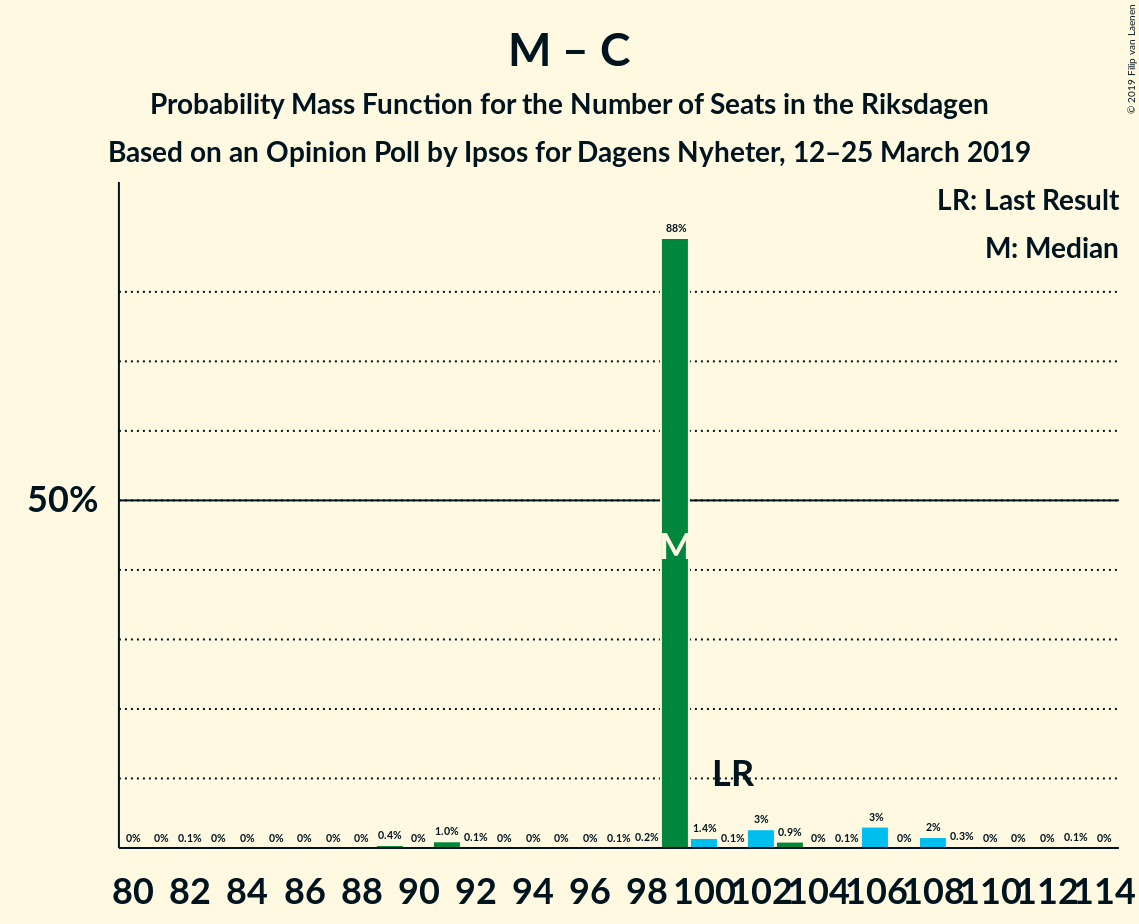 M – C
Probability Mass Function for the Number of Seats in the Riksdagen
Based on an Opinion Poll by Ipsos for Dagens Nyheter, 12–25 March 2019
© 2019 Filip van Laenen
LR: Last Result
M: Median
50%
88%
M
LR
0% 0% 0.1% 0% 0% 0% 0% 0% 0% 0.4% 0% 1.0% 0.1% 0% 0% 0% 0% 0.1% 0.2% 1.4% 0.1% 3% 0.9% 0% 0.1% 3% 0% 2% 0.3% 0% 0% 0% 0.1% 0%
80 82 84 86 88 90 92 94 96 98 100 102 104 106 108 110 112 114